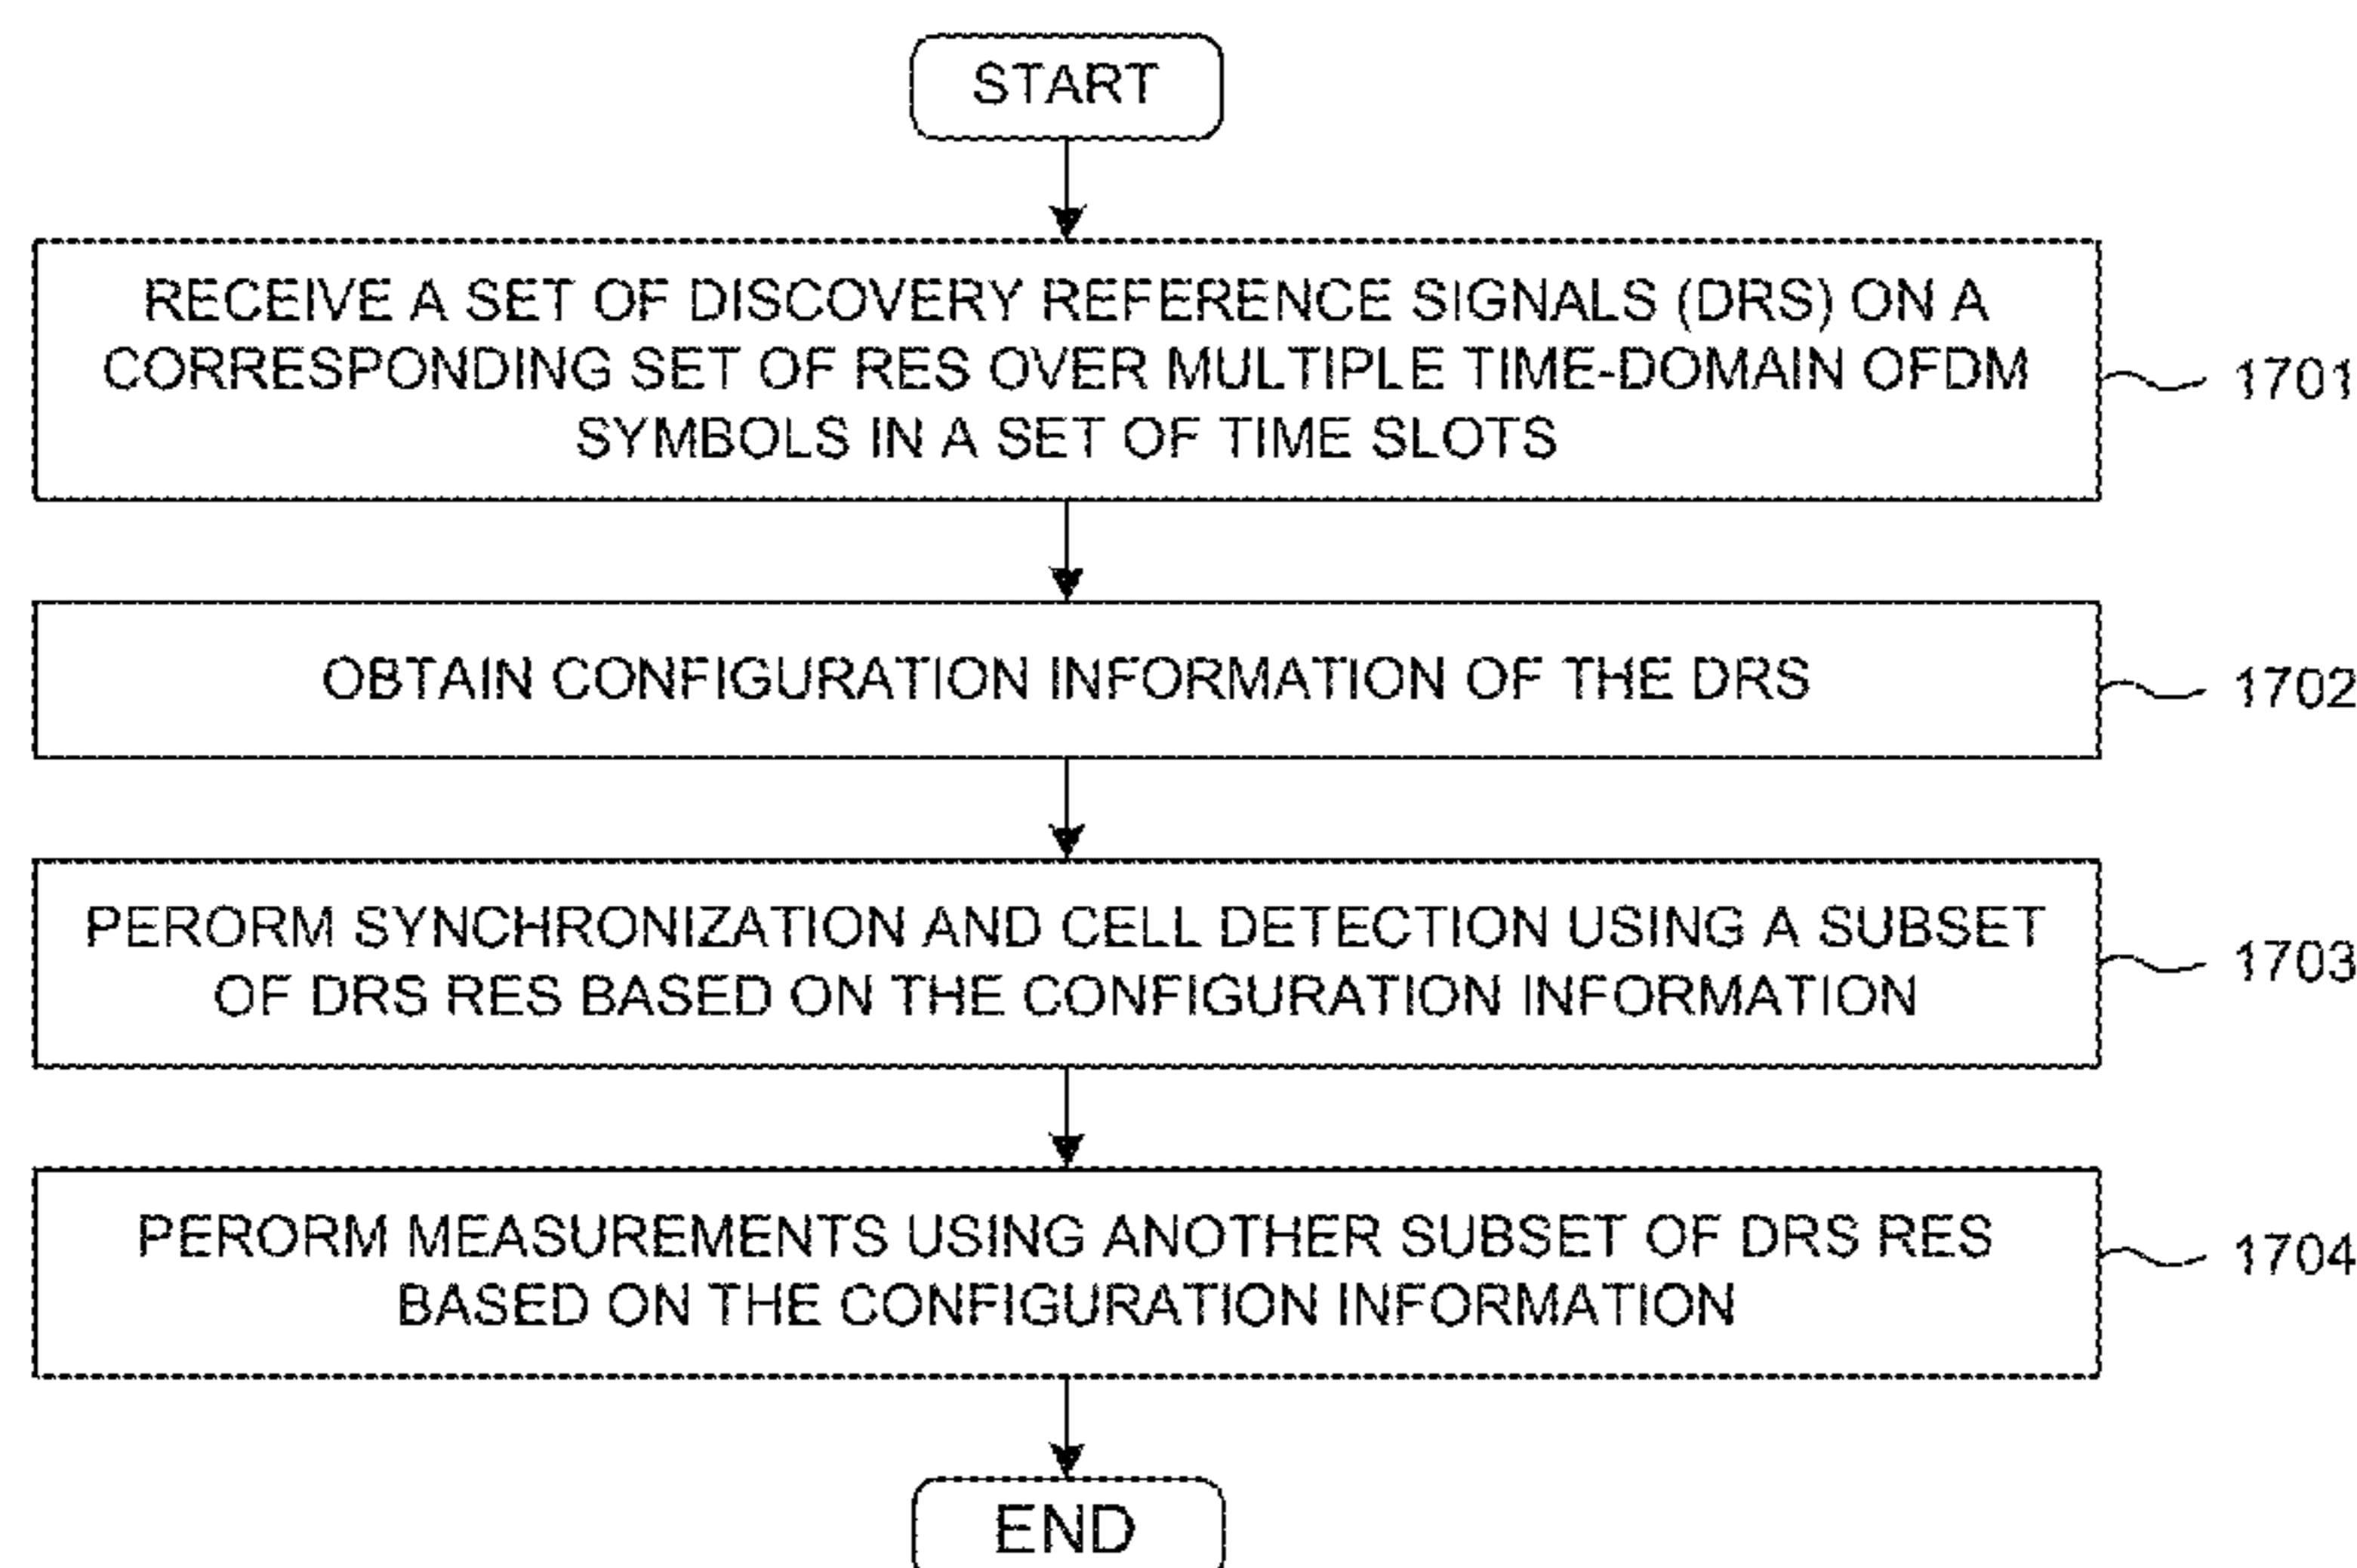 START
RECEIVE A SET OF DISCOVERY REFERENCE SIGNALS (DRS) ON A
CORRESPONDING SET OF RES OVER MULTIPLE TIME-DOMAIN OFDM
SYMBOLS IN A SET OF TIME SLOTS
1701
OBTAIN CONFIGURATION INFORMATION OF THE DRS
1702
PERORM SYNCHRONIZATION AND CELL DETECTION USING A SUBSET
OF DRS RES BASED ON THE CONFIGURATION INFORMATION
1703
PERORM MEASUREMENTS USING ANOTHER SUBSET OF DRS RES
BASED ON THE CONFIGURATION INFORMATION
1704
END